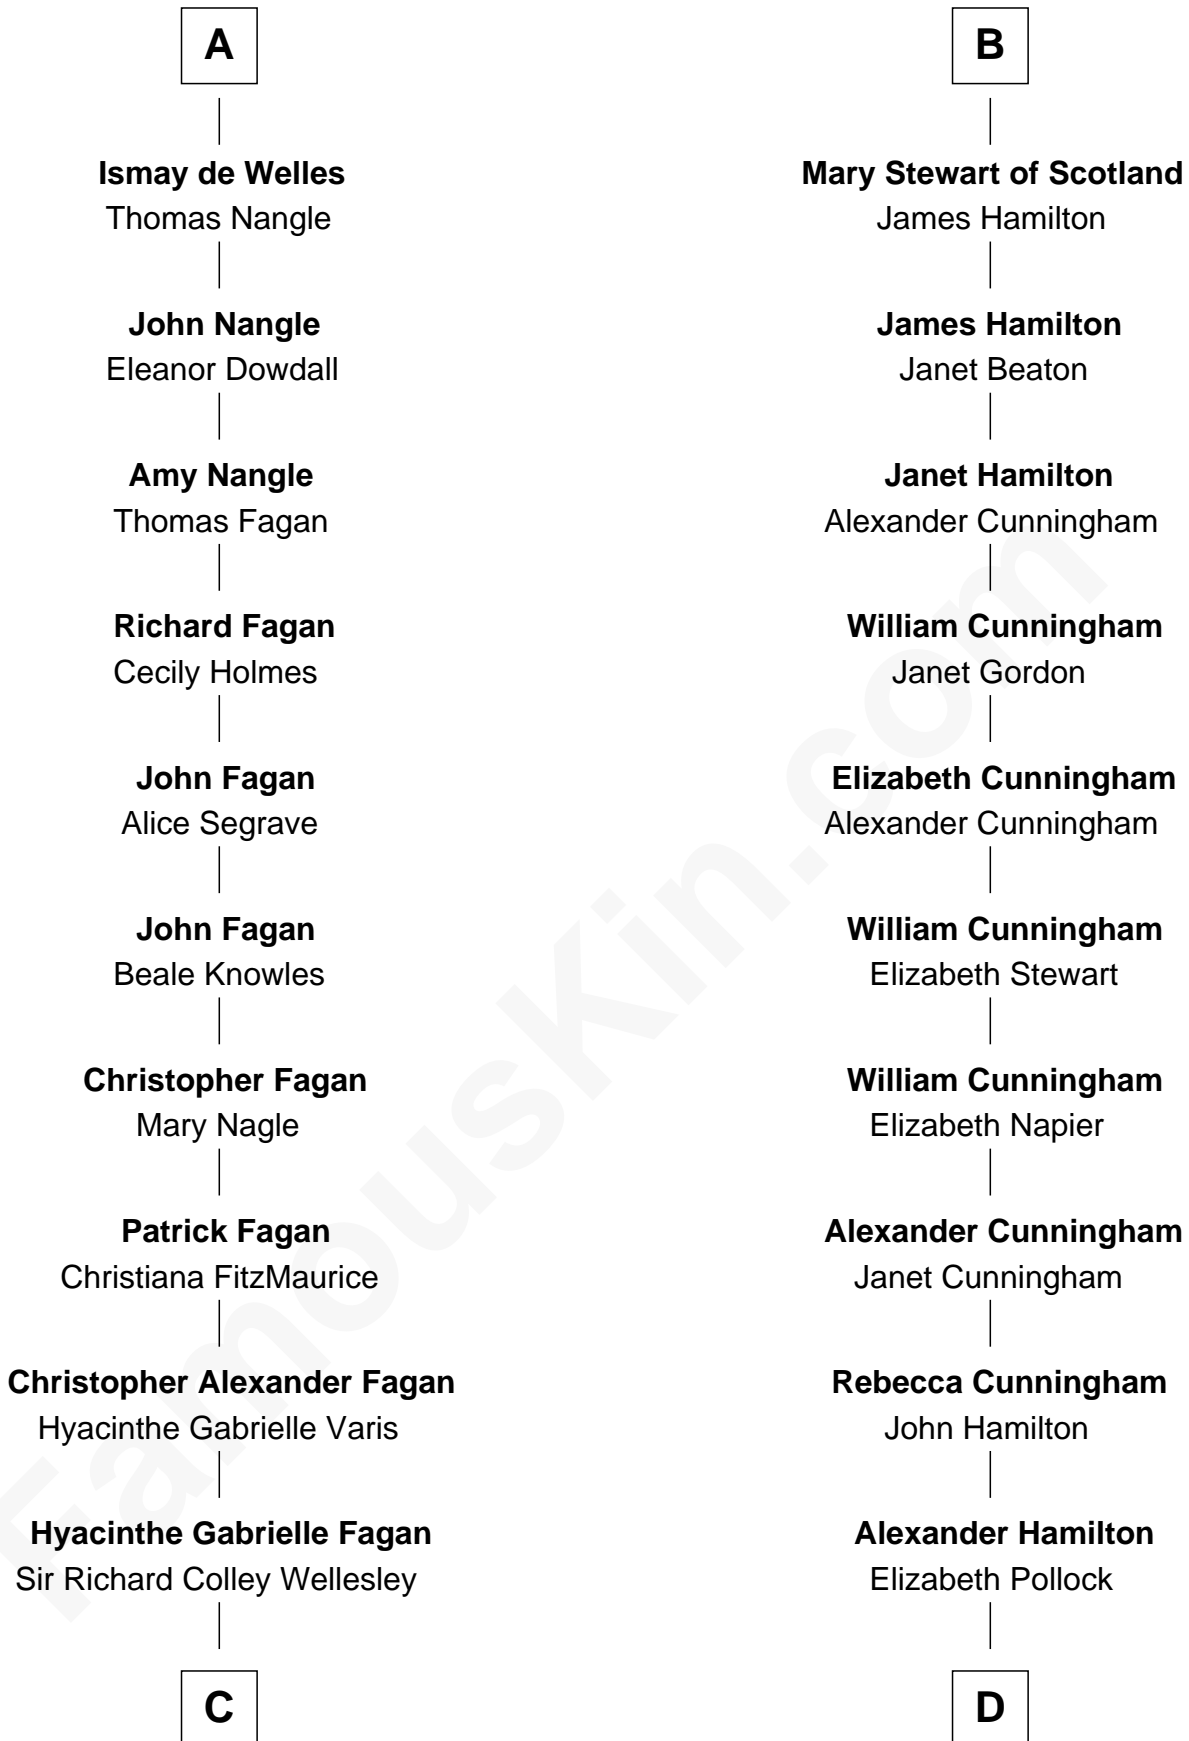 A
Ismay de Welles
Thomas Nangle
John Nangle
Eleanor Dowdall
Amy Nangle
Thomas Fagan
Richard Fagan
Cecily Holmes
John Fagan
Alice Segrave
John Fagan
Beale Knowles
Christopher Fagan
Mary Nagle
Patrick Fagan
Christiana FitzMaurice
Christopher Alexander Fagan
Hyacinthe Gabrielle Varis
Hyacinthe Gabrielle Fagan
Sir Richard Colley Wellesley
C
B
Mary Stewart of Scotland
James Hamilton
James Hamilton
Janet Beaton
Janet Hamilton
Alexander Cunningham
William Cunningham
Janet Gordon
Elizabeth Cunningham
Alexander Cunningham
William Cunningham
Elizabeth Stewart
William Cunningham
Elizabeth Napier
Alexander Cunningham
Janet Cunningham
Rebecca Cunningham
John Hamilton
Alexander Hamilton
Elizabeth Pollock
D
FamousKin.com